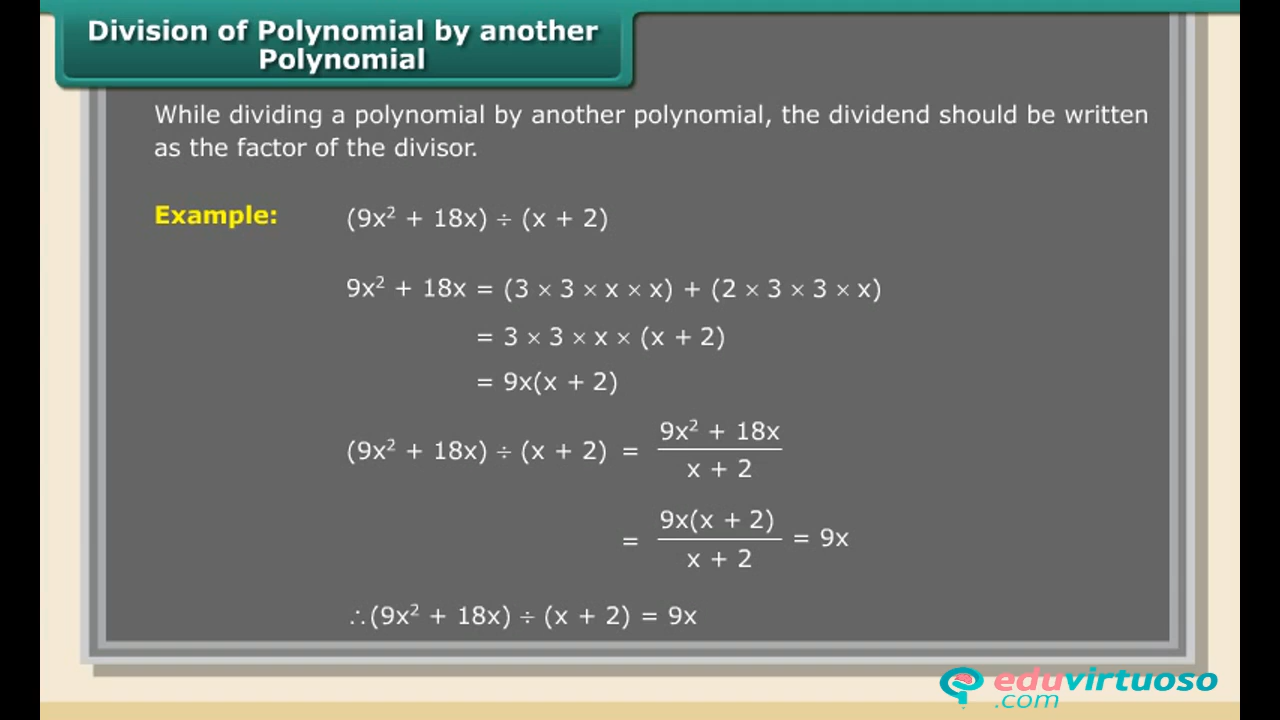 Division of Polynomial by another
Polynomial
While dividing a polynomial by another polynomial, the dividend should be written
as the factor of the divisor.
Example: (9x² + 18x) ÷ (x + 2)
9x² + 18x = (3 × 3 × x × x) + (2 × 3 × 3 × x)
= 3 × 3 × x × (x + 2)
= 9x(x + 2)
9x² + 18x
(9x² + 18x) ÷ (x + 2) =
x + 2
9x(x + 2)
= = 9x
x + 2
∴(9x² + 18x) ÷ (x + 2) = 9x
eduvirtuoso
.com